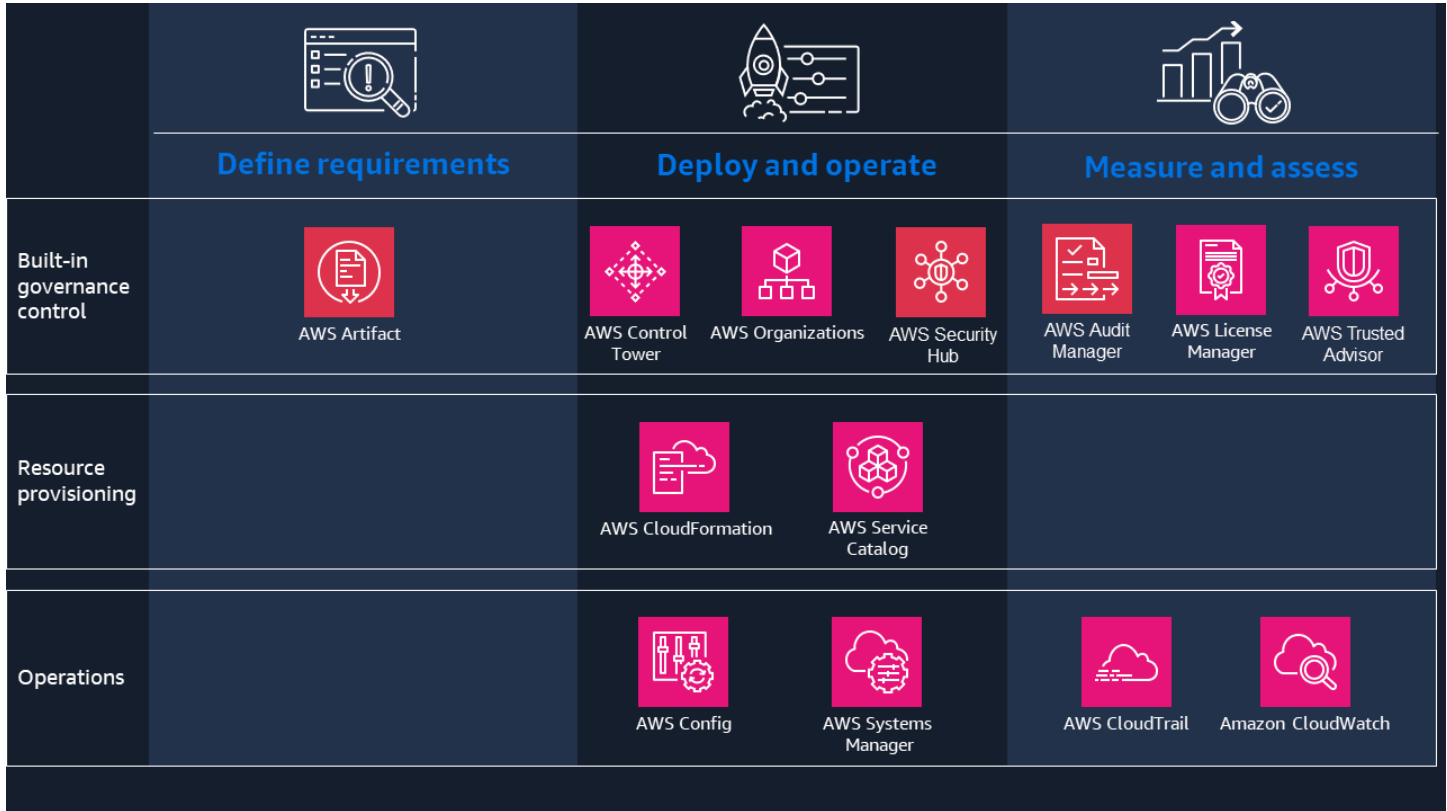 Define requirements
Deploy and operate
Measure and assess
Built-in
governance
control
AWS Artifact
AWS Control
Tower
AWS Organizations
AWS Security
Hub
AWS Audit
Manager
AWS License
Manager
AWS Trusted
Advisor
Resource
provisioning
AWS CloudFormation
AWS Service
Catalog
Operations
AWS Config
AWS Systems
Manager
AWS CloudTrail
Amazon CloudWatch